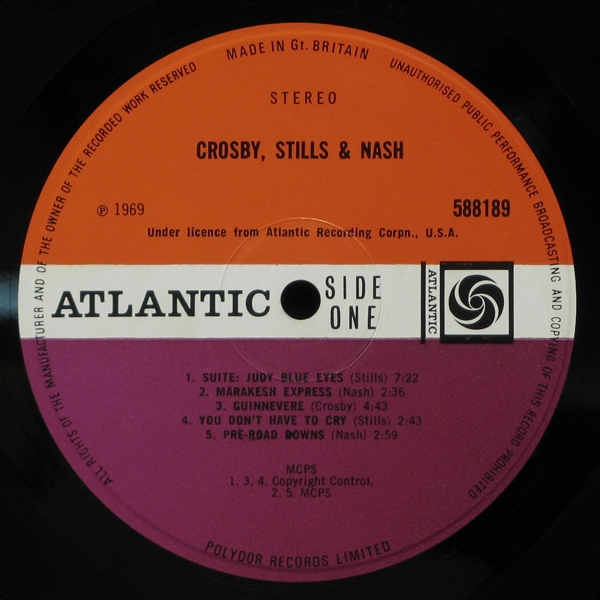 MADE IN Gt. BRITAIN
UNAUTHORISED PUBLIC PERFORMANCE BROADCASTING AND COPYING OF THIS RECORD PROHIBITED
ALL RIGHTS OF THE MANUFACTURER AND OF THE OWNER OF THE RECORDED WORK RESERVED
STEREO
CROSBY, STILLS & NASH
℗ 1969
588189
Under licence from Atlantic Recording Corpn., U.S.A.
ATLANTIC
SIDE
ONE
ATLANTIC
1. SUITE: JUDY BLUE EYES (Stills) 7:22
2. MARAKESH EXPRESS (Nash) 2:36
3. GUINNEVERE (Crosby) 4:43
4. YOU DON'T HAVE TO CRY (Stills) 2:43
5. PRE-ROAD DOWNS (Nash) 2:59
MCPS
1. 3. 4. Copyright Control.
2. 5. MCPS
POLYDOR RECORDS LIMITED